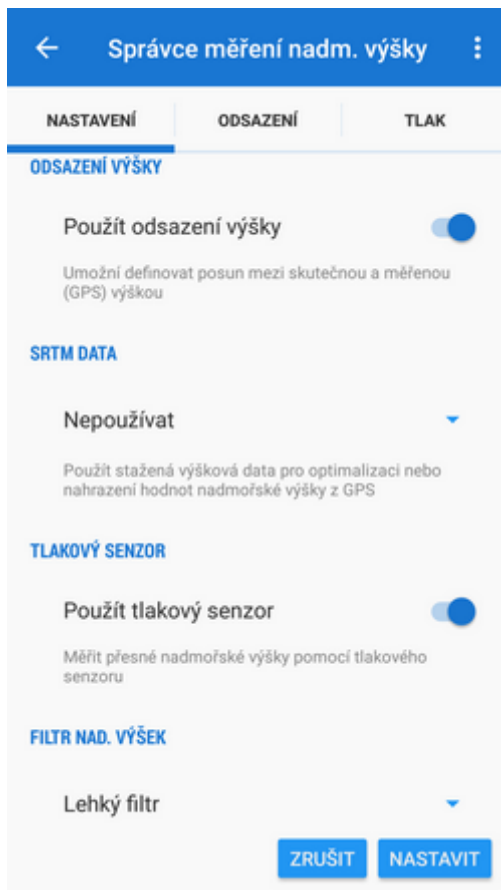 Správce měření nadm. výšky
NASTAVENÍ ODSAZENÍ TLAK
ODSAZENÍ VÝŠKY
Použít odsazení výšky
Umožní definovat posun mezi skutečnou a měřenou
(GPS) výškou
SRTM DATA
Nepoužívat
Použít stažená výšková data pro optimalizaci nebo
nahrazení hodnot nadmořské výšky z GPS
TLAKOVÝ SENZOR
Použít tlakový senzor
Měřit přesné nadmořské výšky pomocí tlakového
senzoru
FILTR NAD. VÝŠEK
Lehký filtr
ZRUŠIT NASTAVIT